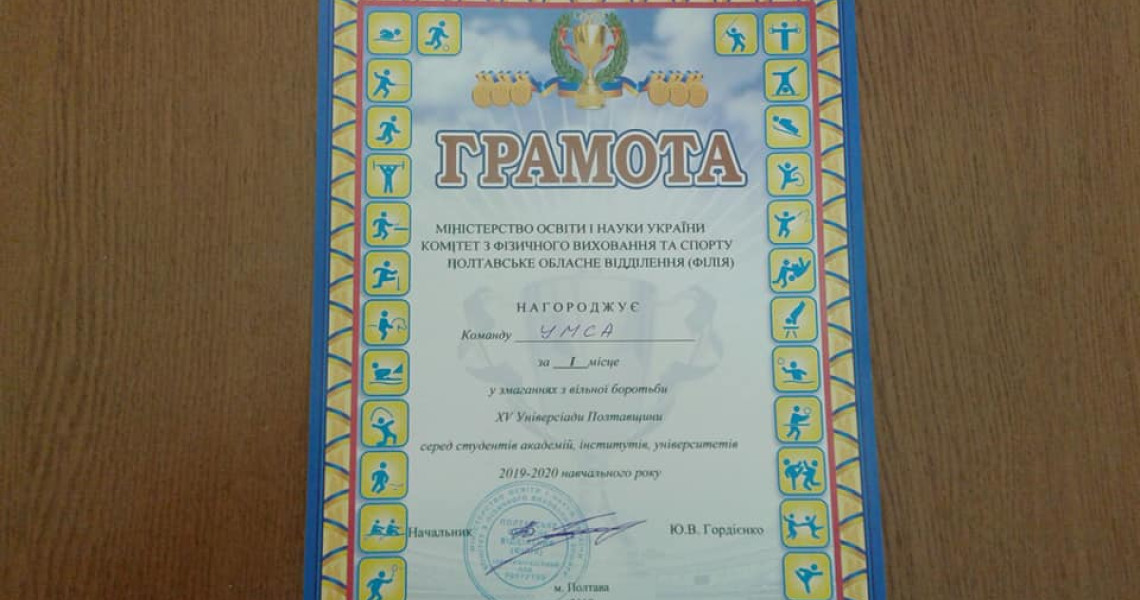 ГРАМОТА
МІНІСТЕРСТВО ОСВІТИ І НАУКИ УКРАЇНИ
КОМІТЕТ З ФІЗИЧНОГО ВИХОВАННЯ ТА СПОРТУ
ПОЛТАВСЬКЕ ОБЛАСНЕ ВІДДІЛЕННЯ (ФІЛІЯ)
НАГОРОДЖУЄ
Команду УМСА
за I місце
у змаганнях з вільної боротьби
XV Універсіади Полтавщини
серед студентів академій, інститутів, університетів
2019-2020 навчального року
Начальник Ю.В. Гордієнко
м. Полтава